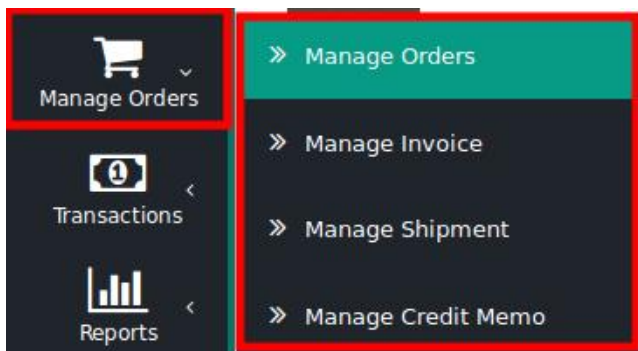 Manage Orders
Transactions
Reports
Manage Orders
Manage Invoice
Manage Shipment
Manage Credit Memo